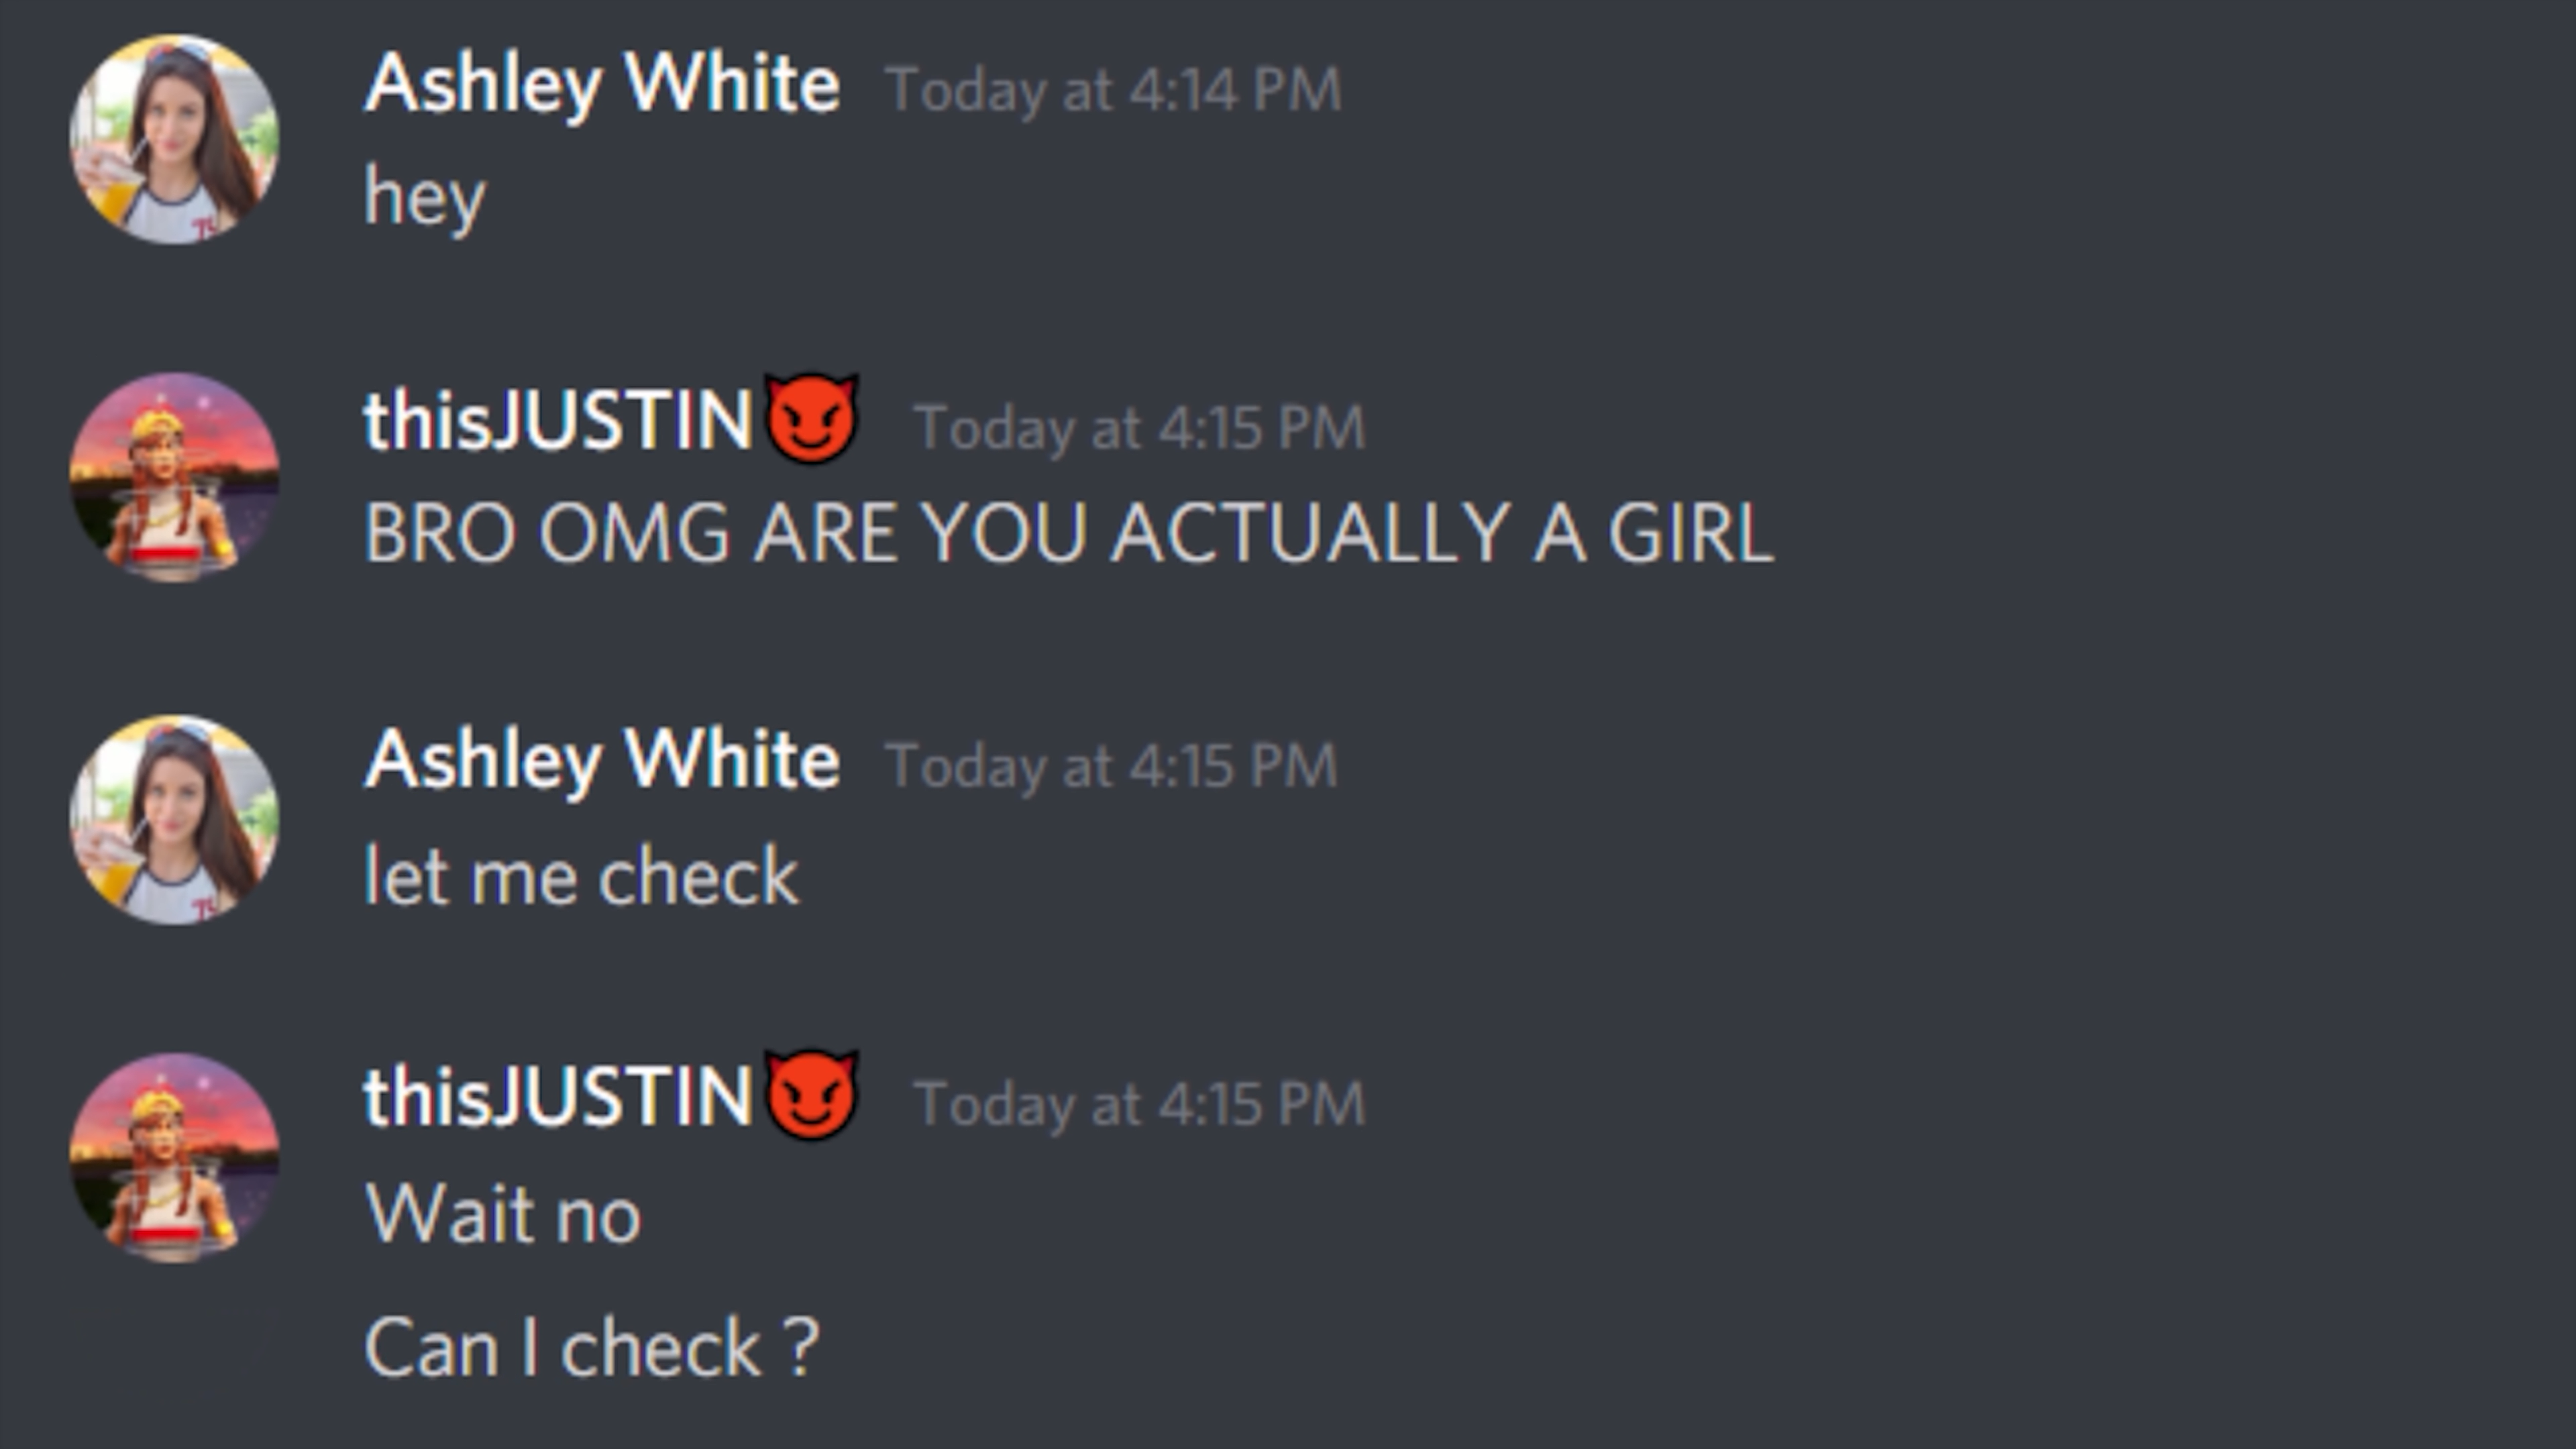 Ashley White Today at 4:14 PM
hey
thisJUSTIN😈 Today at 4:15 PM
BRO OMG ARE YOU ACTUALLY A GIRL
Ashley White Today at 4:15 PM
let me check
thisJUSTIN😈 Today at 4:15 PM
Wait no
Can I check ?